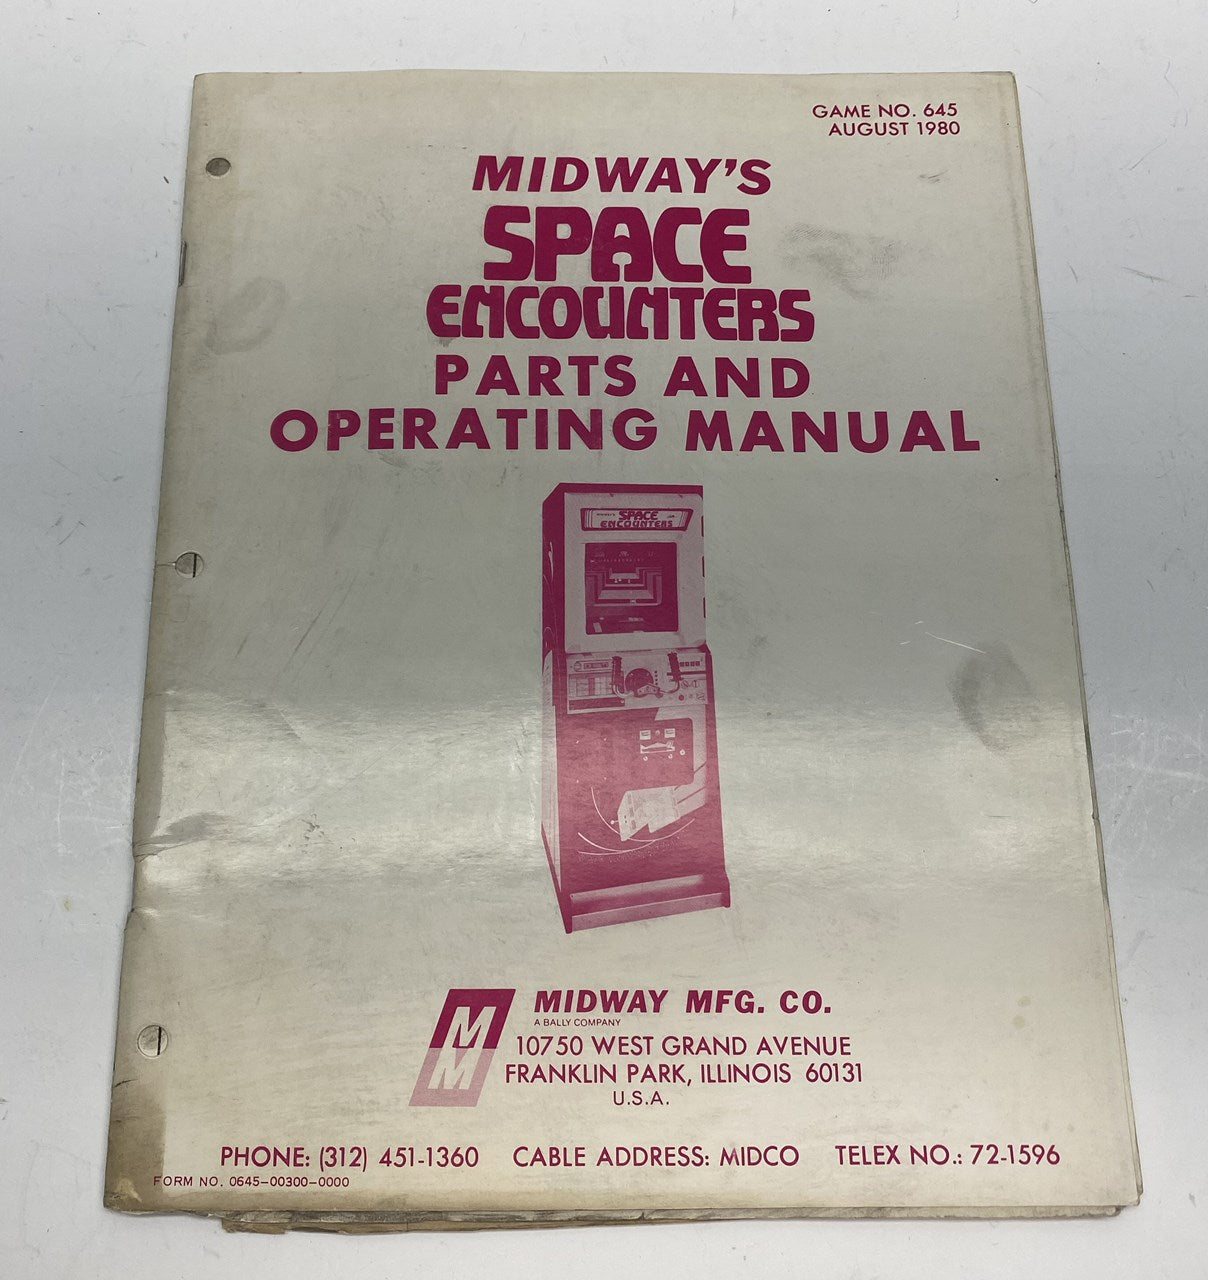 GAME NO. 645
AUGUST 1980
MIDWAY'S
SPACE
ENCOUNTERS
PARTS AND
OPERATING MANUAL
MIDWAY'S
SPACE
ENCOUNTERS
MM
MIDWAY MFG. CO.
A BALLY COMPANY
10750 WEST GRAND AVENUE
FRANKLIN PARK, ILLINOIS 60131
U.S.A.
PHONE: (312) 451-1360 CABLE ADDRESS: MIDCO TELEX NO.: 72-1596
FORM NO. 0645-00300-0000